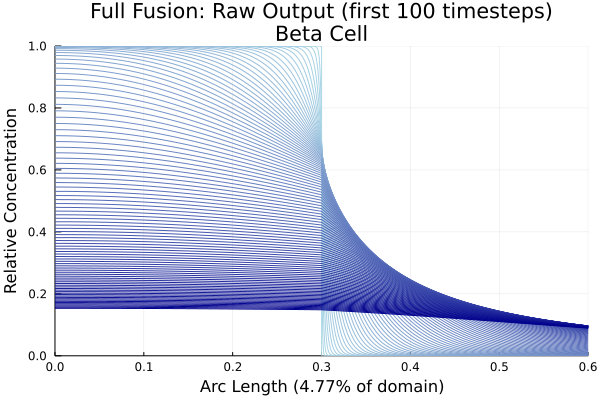 Full Fusion: Raw Output (first 100 timesteps)
Beta Cell
1.0
0.8
0.6
0.4
0.2
0.0
Relative Concentration
0.0 0.1 0.2 0.3 0.4 0.5 0.6
Arc Length (4.77% of domain)